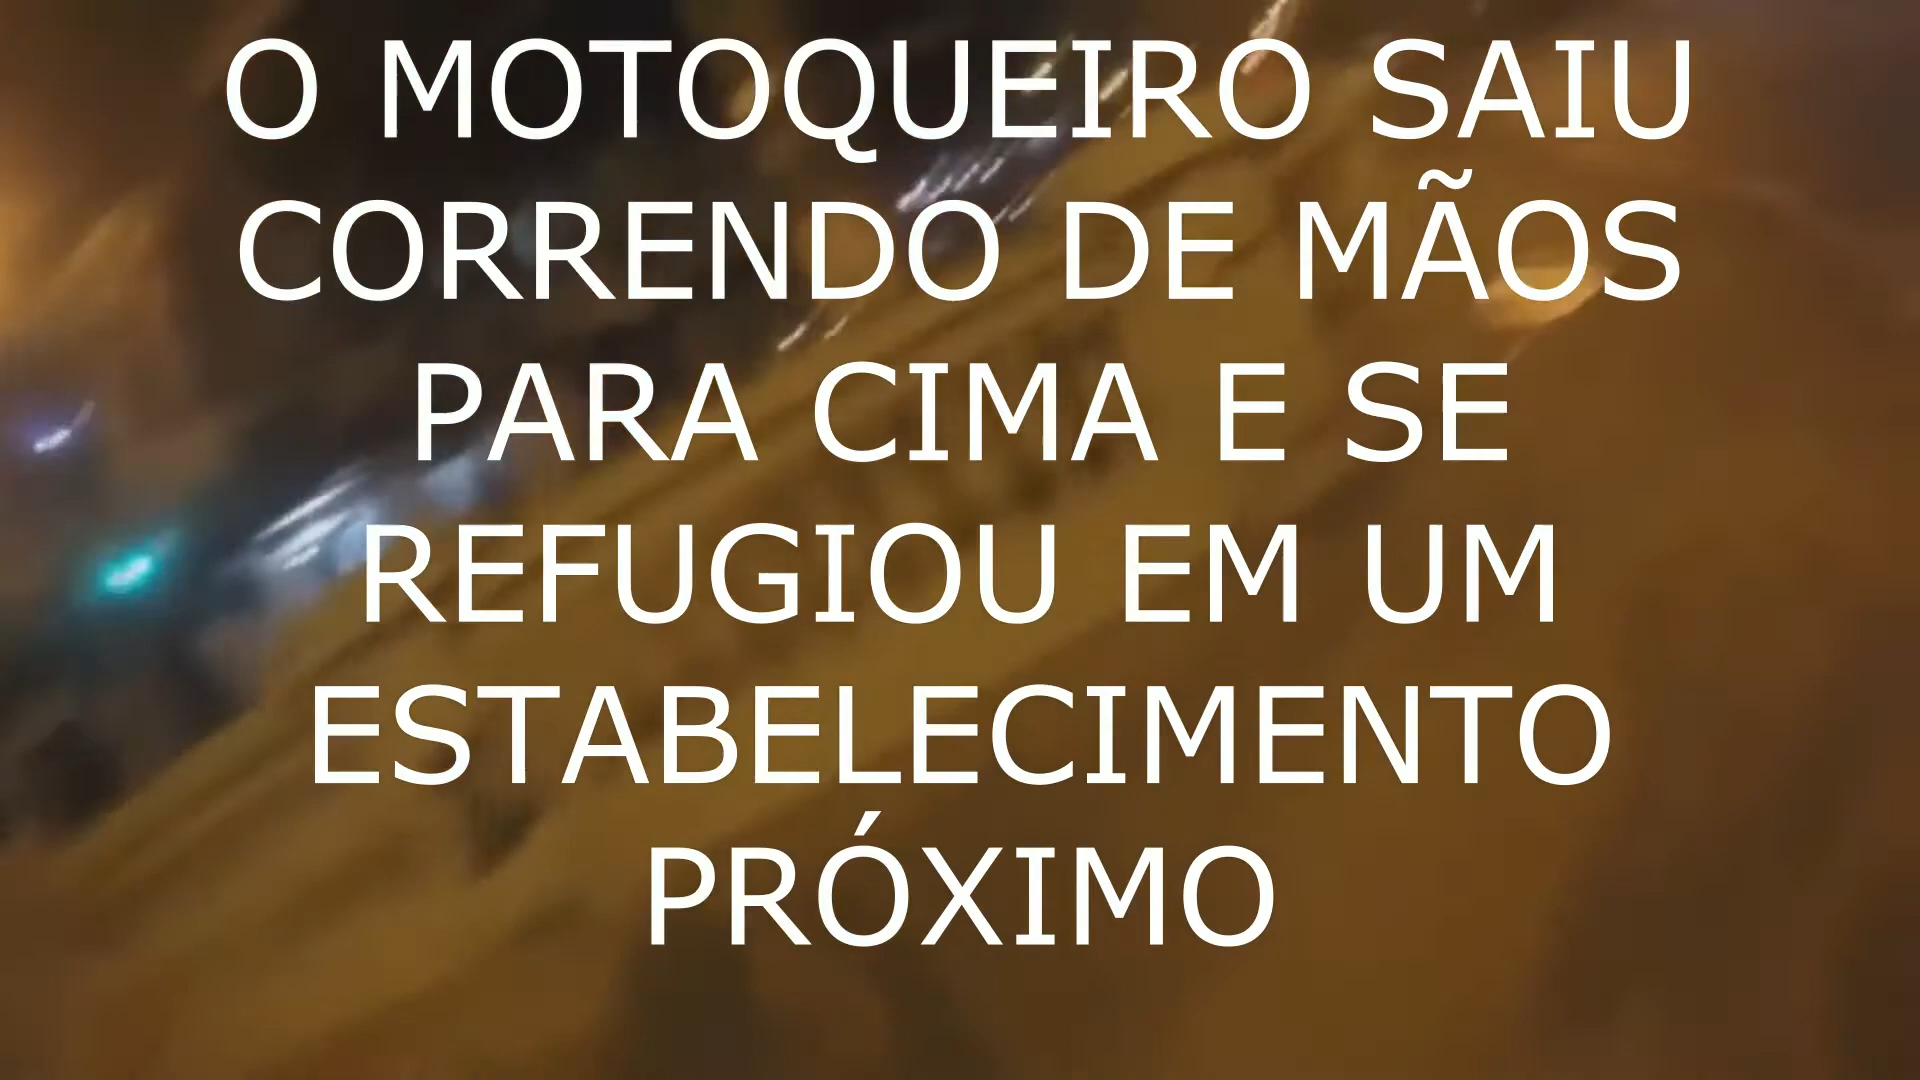 O MOTOQUEIRO SAIU
CORRENDO DE MÃOS
PARA CIMA E SE
REFUGIOU EM UM
ESTABELECIMENTO
PRÓXIMO